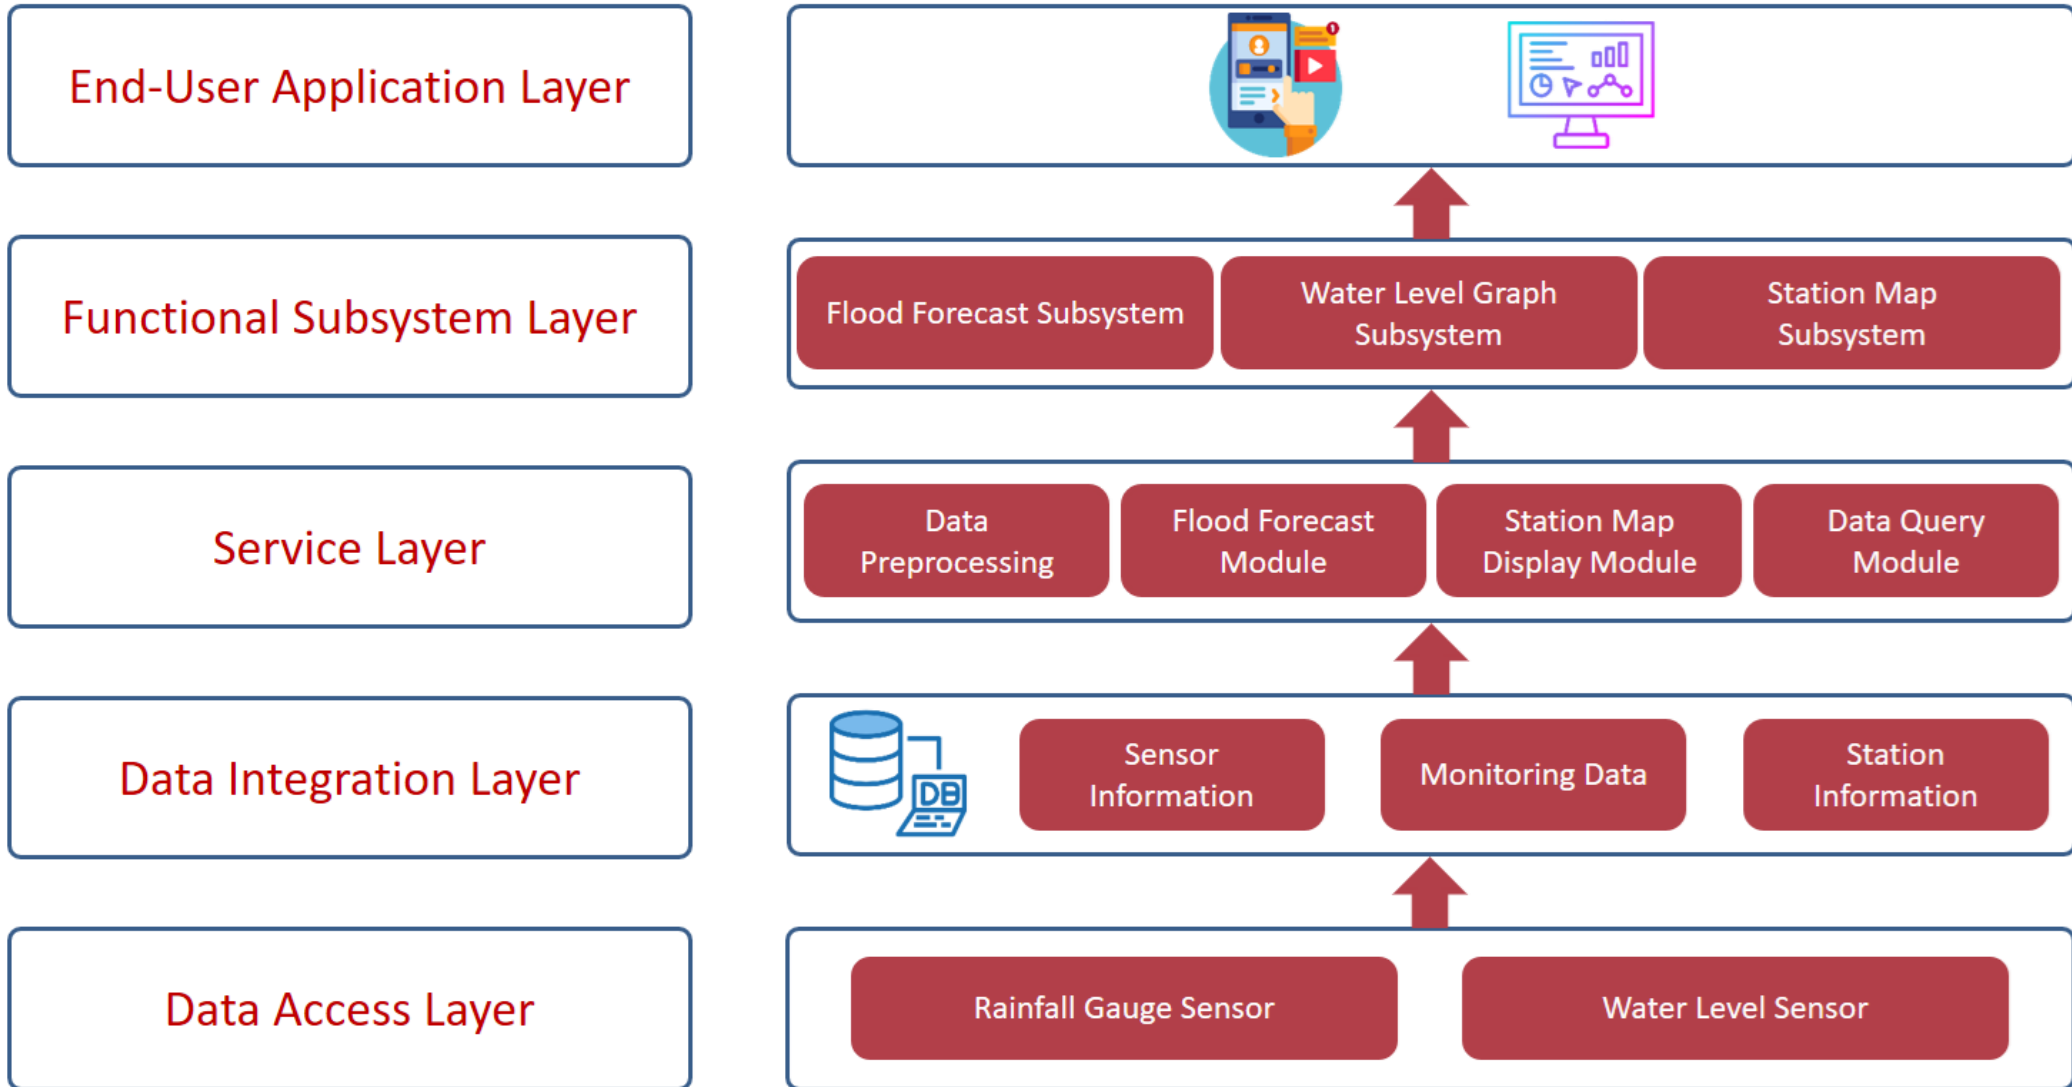 End-User Application Layer
1
Functional Subsystem Layer
Flood Forecast Subsystem
Water Level Graph
Subsystem
Station Map
Subsystem
Service Layer
Data
Preprocessing
Flood Forecast
Module
Station Map
Display Module
Data Query
Module
Data Integration Layer
DB
Sensor
Information
Monitoring Data
Station
Information
Data Access Layer
Rainfall Gauge Sensor
Water Level Sensor